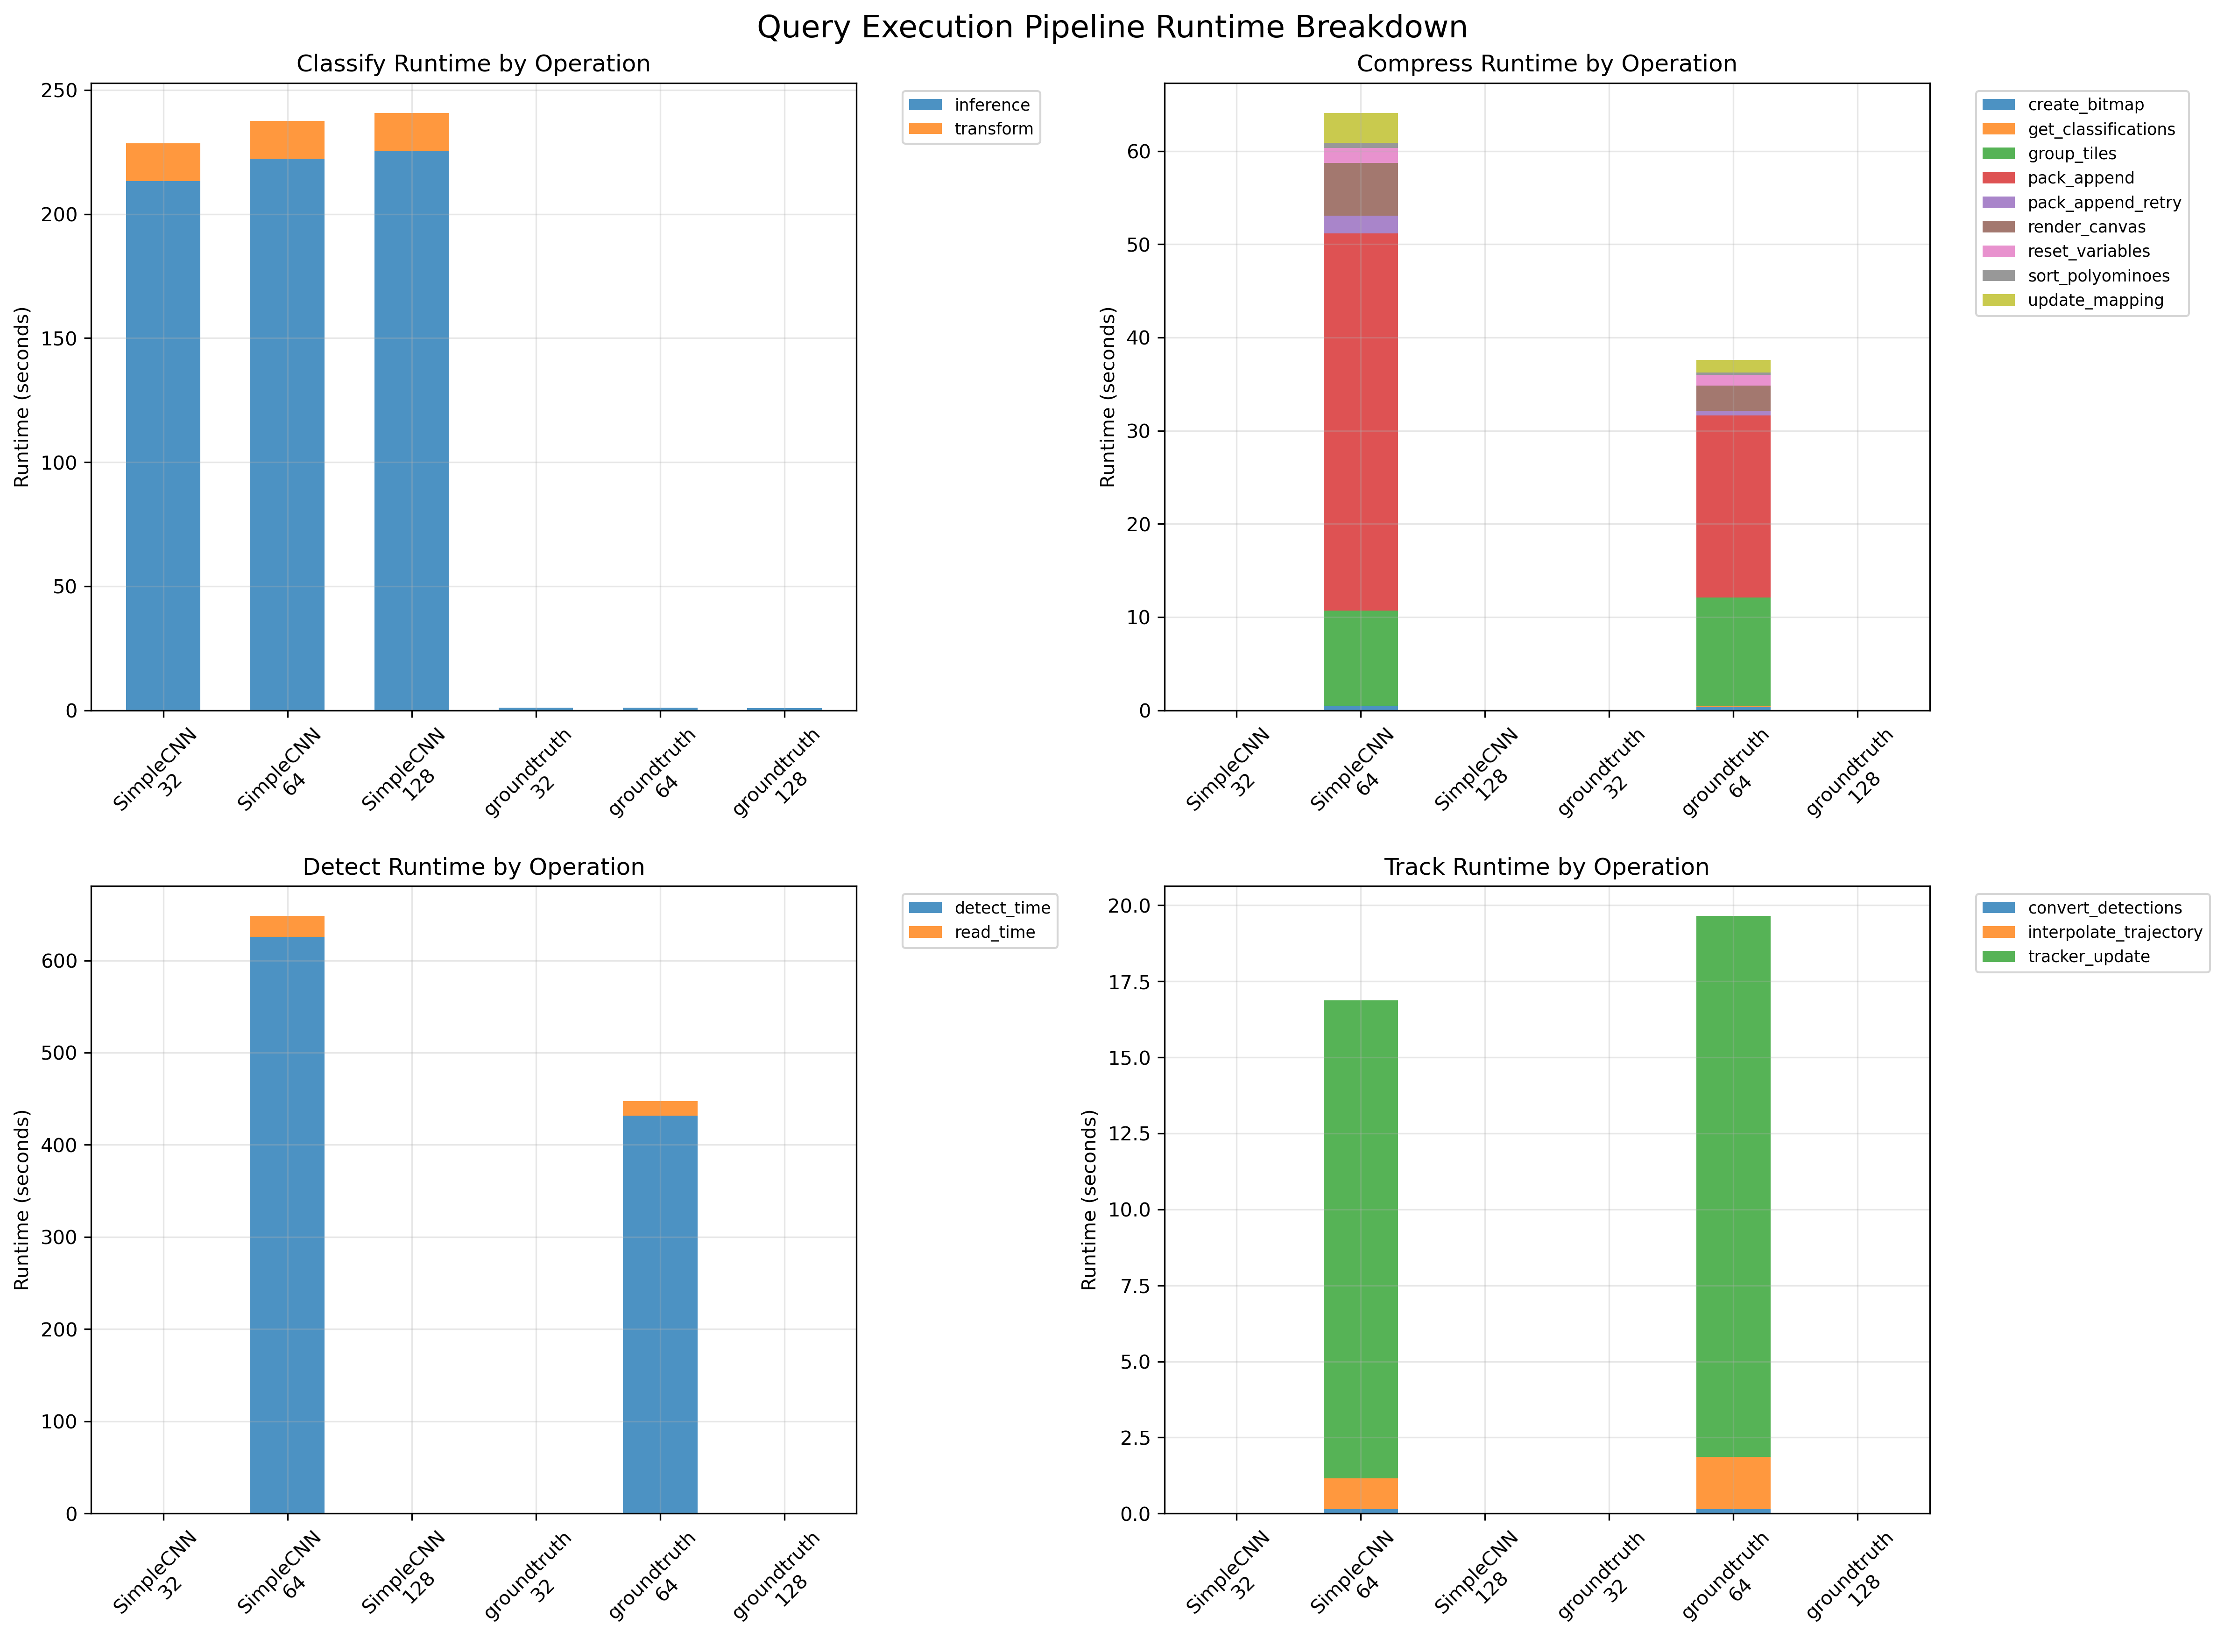 Query Execution Pipeline Runtime Breakdown
Classify Runtime by Operation
Runtime (seconds)
250
200
150
100
50
0
SimpleCNN
32
SimpleCNN
64
SimpleCNN
128
groundtruth
32
groundtruth
64
groundtruth
128
inference
transform
Compress Runtime by Operation
Runtime (seconds)
60
50
40
30
20
10
0
SimpleCNN
32
SimpleCNN
64
SimpleCNN
128
groundtruth
32
groundtruth
64
groundtruth
128
create_bitmap
get_classifications
group_tiles
pack_append
pack_append_retry
render_canvas
reset_variables
sort_polyominoes
update_mapping
Detect Runtime by Operation
Runtime (seconds)
600
500
400
300
200
100
0
SimpleCNN
32
SimpleCNN
64
SimpleCNN
128
groundtruth
32
groundtruth
64
groundtruth
128
detect_time
read_time
Track Runtime by Operation
Runtime (seconds)
20.0
17.5
15.0
12.5
10.0
7.5
5.0
2.5
0.0
SimpleCNN
32
SimpleCNN
64
SimpleCNN
128
groundtruth
32
groundtruth
64
groundtruth
128
convert_detections
interpolate_trajectory
tracker_update